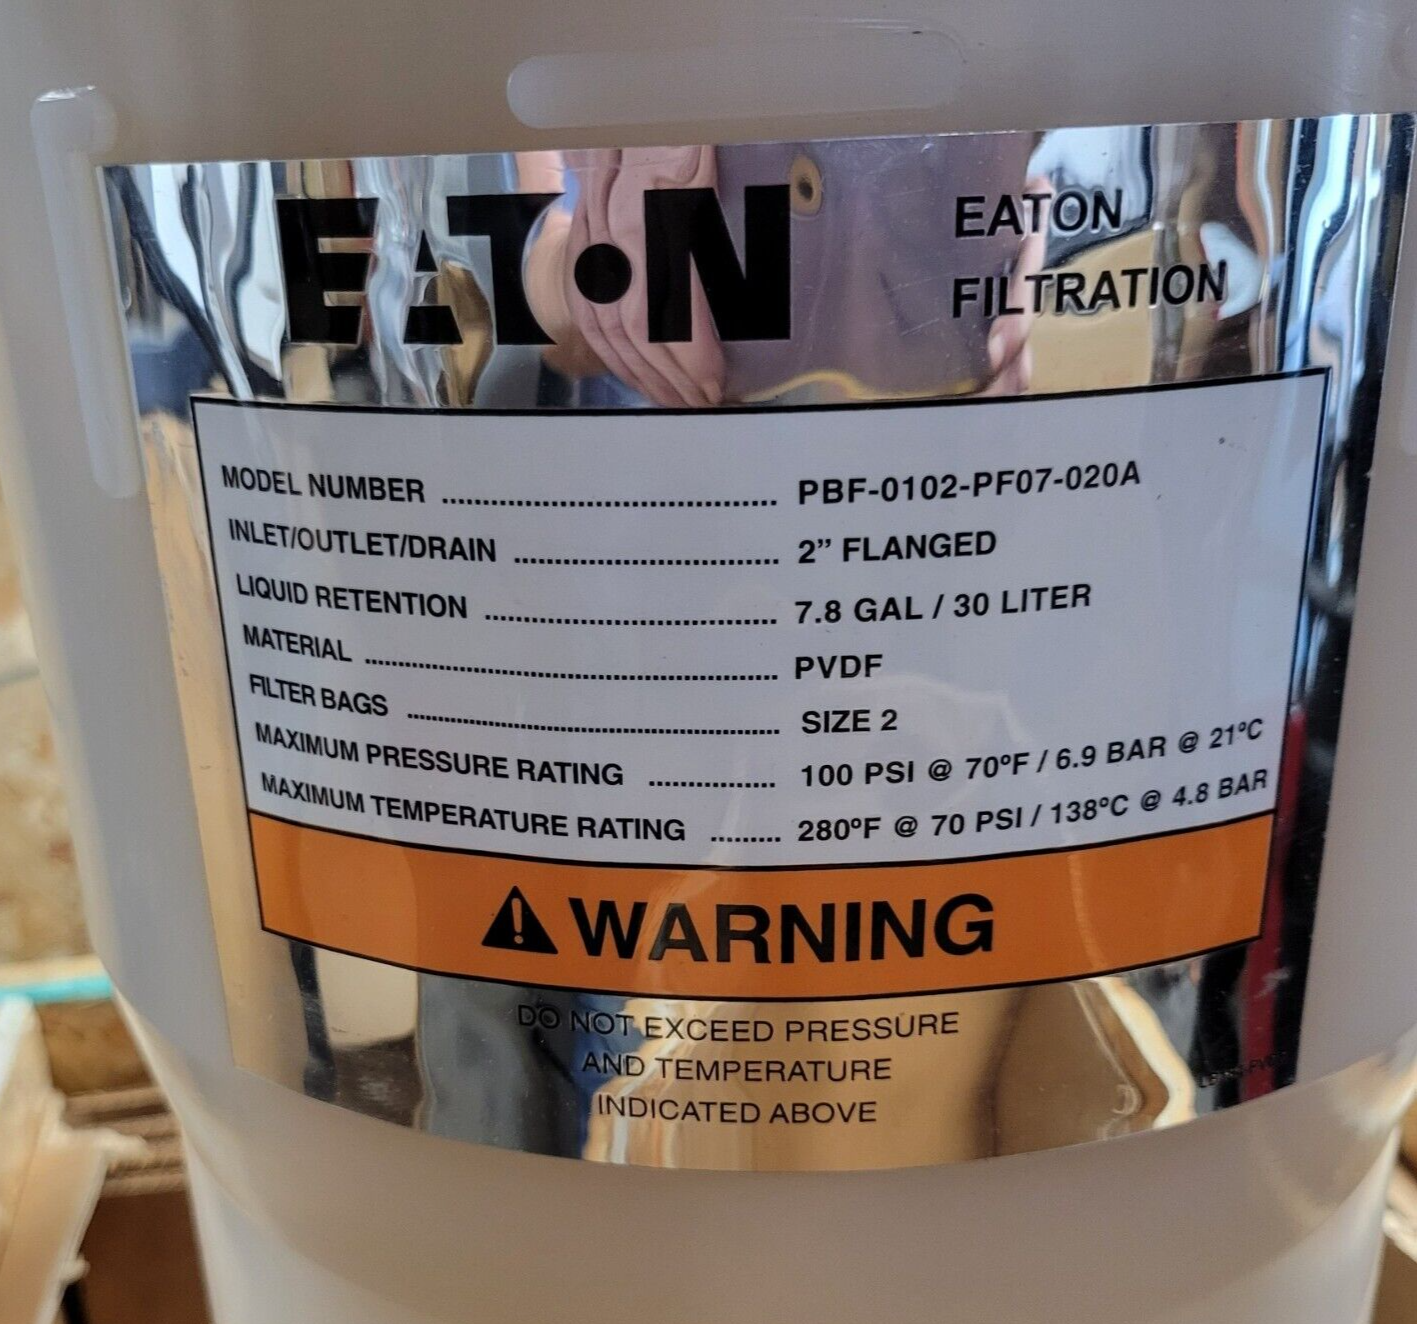 EATON
EATON
FILTRATION
MODEL NUMBER ........................................ PBF-0102-PF07-020A
INLET/OUTLET/DRAIN ................................ 2” FLANGED
LIQUID RETENTION ................................... 7.8 GAL / 30 LITER
MATERIAL .................................................. PVDF
FILTER BAGS ............................................. SIZE 2
MAXIMUM PRESSURE RATING ............... 100 PSI @ 70ºF / 6.9 BAR @ 21ºC
MAXIMUM TEMPERATURE RATING ......... 280ºF @ 70 PSI / 138ºC @ 4.8 BAR
WARNING
DO NOT EXCEED PRESSURE
AND TEMPERATURE
INDICATED ABOVE